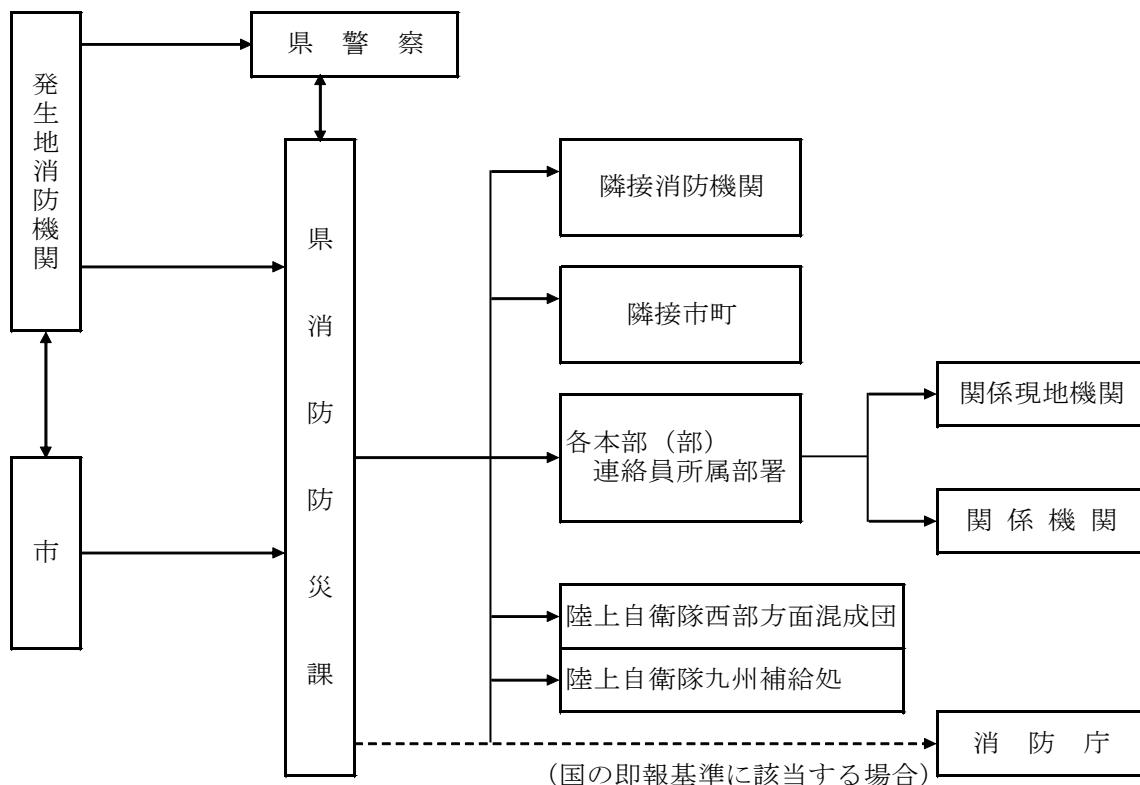 県 警 察
発生地消防機関
県消防防災課
隣接消防機関
隣接市町
関係現地機関
各本部（部）
連絡員所属部署
関 係 機 関
市
陸上自衛隊西部方面混成団
陸上自衛隊九州補給処
消 防 庁
（国の即報基準に該当する場合）